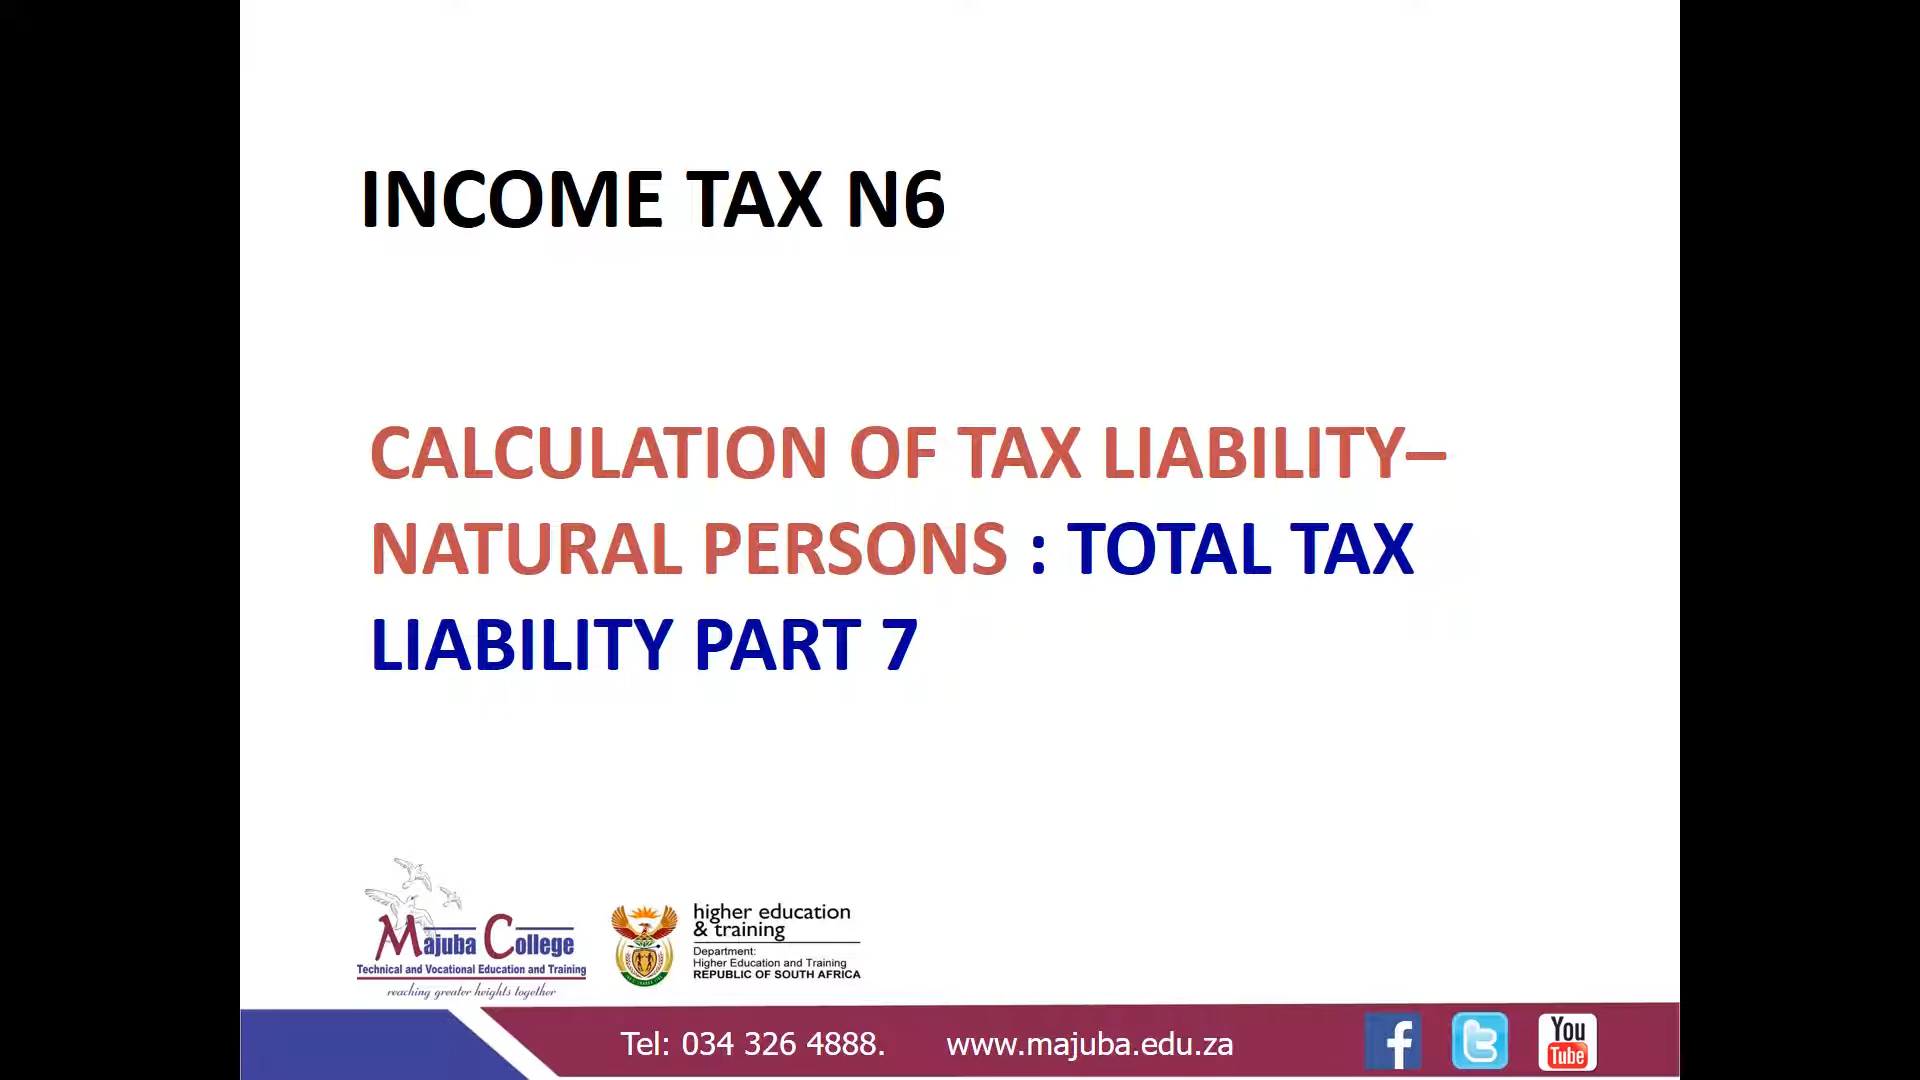 INCOME TAX N6
CALCULATION OF TAX LIABILITY–
NATURAL PERSONS : TOTAL TAX
LIABILITY PART 7
Majuba College
Technical and Vocational Education and Training
reaching greater heights together
higher education
& training
Department:
Higher Education and Training
REPUBLIC OF SOUTH AFRICA
Tel: 034 326 4888. www.majuba.edu.za
You
Tube